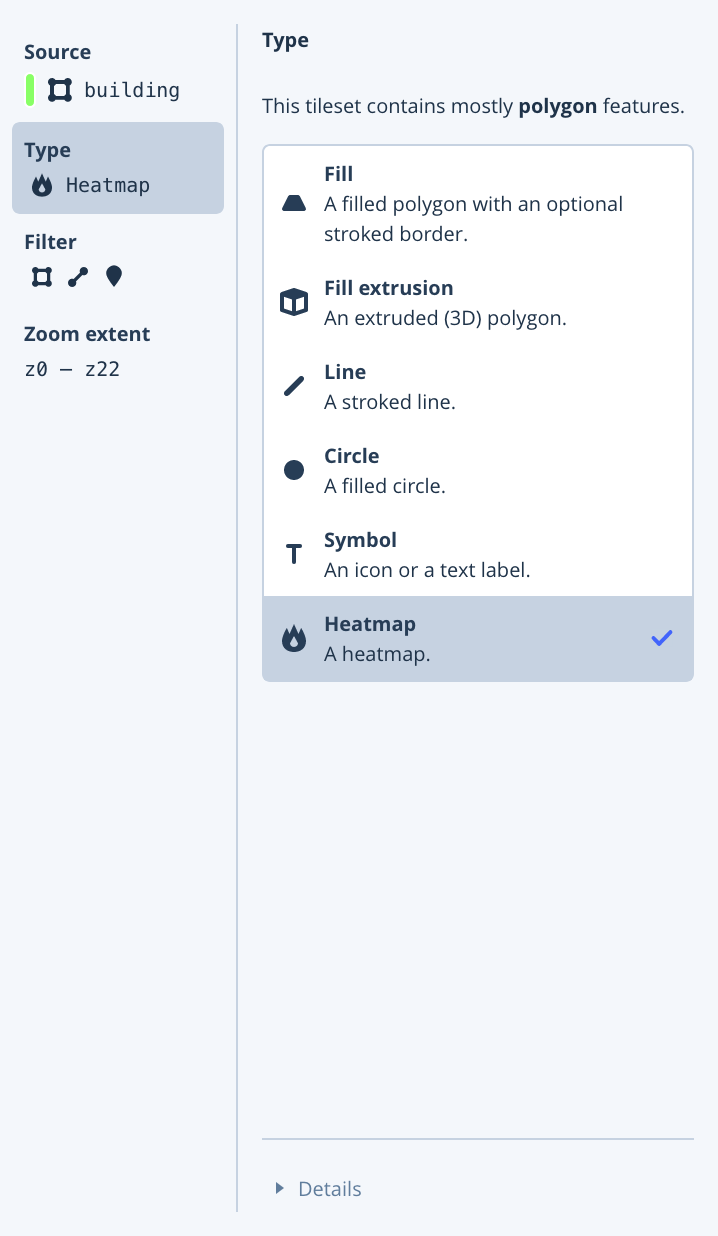 Source
building
Type
Heatmap
Filter
Zoom extent
z0 — z22
Type
This tileset contains mostly polygon features.
Fill
A filled polygon with an optional
stroked border.
Fill extrusion
An extruded (3D) polygon.
Line
A stroked line.
Circle
A filled circle.
Symbol
An icon or a text label.
Heatmap
A heatmap.
Details